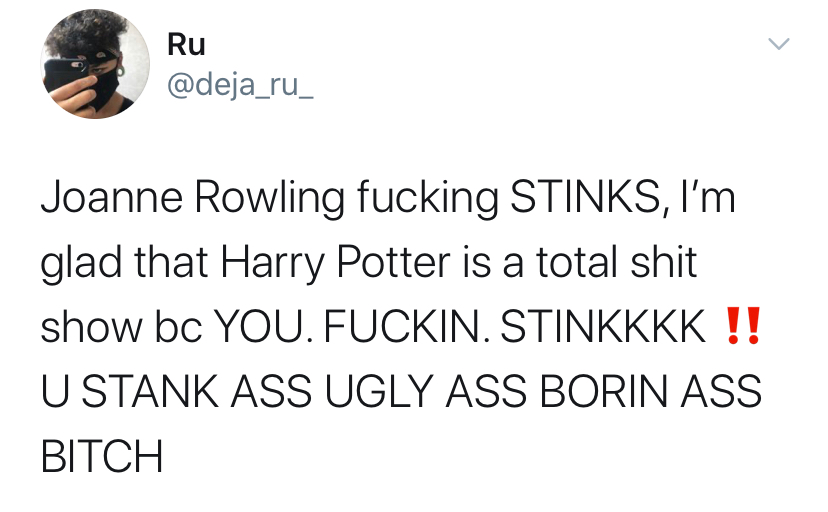 Ru
@deja_ru_
Joanne Rowling fucking STINKS, I’m
glad that Harry Potter is a total shit
show bc YOU. FUCKIN. STINKKKK ‼️
U STANK ASS UGLY ASS BORIN ASS
BITCH